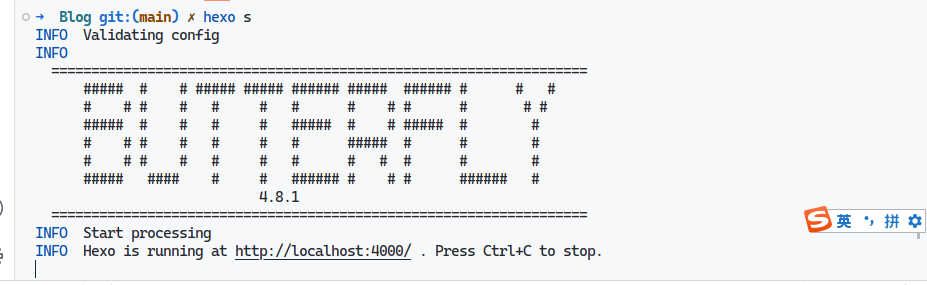 → Blog git:(main) ✗ hexo s
INFO  Validating config
INFO
  ===================================================================
      #####  #    # ##### ##### ###### #####  ###### #      #   #
      #    # #    #   #     #   #      #    # #      #       # #
      #####  #    #   #     #   #####  #    # #####  #        #
      #    # #    #   #     #   #      #####  #      #        #
      #    # #    #   #     #   #      #   #  #      #        #
      #####   ####    #     #   ###### #    # #      ######   #
                            4.8.1
  ===================================================================
INFO  Start processing
INFO  Hexo is running at http://localhost:4000/ . Press Ctrl+C to stop.
S 英 •, 拼